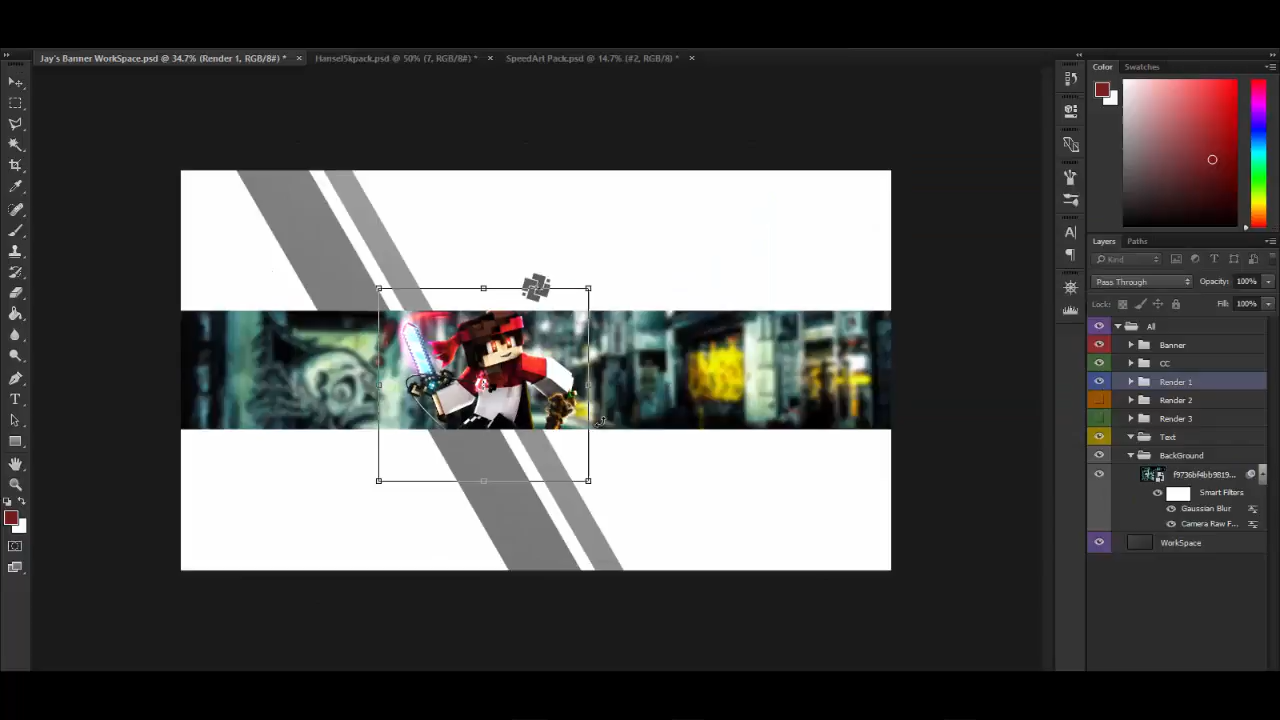 Jay's Banner WorkSpace.psd @ 34.7% (Render 1, RGB/8#) * × HanselSkpack.psd @ 50% (7, RGB/8#) * × SpeedArt Pack.psd @ 14.7% (#2, RGB/8) * ×
Color Swatches
Layers Paths
Kind
Pass Through Opacity: 100%
Lock: Fill: 100%
All
Banner
CC
Render 1
Render 2
Render 3
Text
BackGround
f9736bf4bb9819...
Smart Filters
Gaussian Blur
Camera Raw F...
WorkSpace